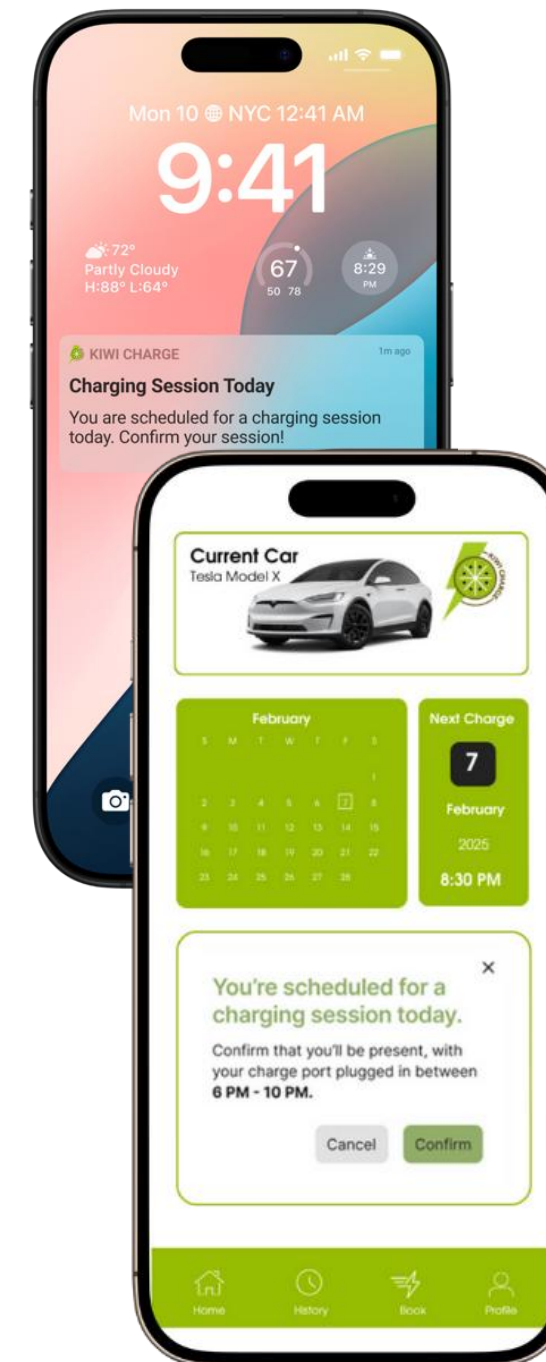 Mon 10 NYC 12:41 AM
9:41
72°
Partly Cloudy
H:88° L:64°
67
50 78
8:29
PM
KIWI CHARGE
1m ago
Charging Session Today
You are scheduled for a charging session
today. Confirm your session!
Current Car
Tesla Model X
KIWI CHARGE
February
S M T W T F S
1
2 3 4 5 6 7 8
9 10 11 12 13 14 15
16 17 18 19 20 21 22
23 24 25 26 27 28
Next Charge
7
February
2025
8:30 PM
You're scheduled for a
charging session today.
Confirm that you'll be present, with
your charge port plugged in between
6 PM - 10 PM.
Cancel
Confirm
Home
History
Book
Profile